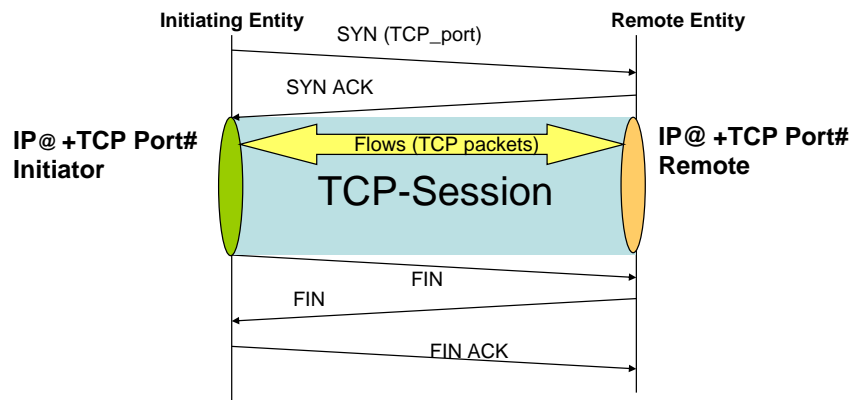 Initiating Entity
Remote Entity
SYN (TCP_port)
SYN ACK
IP@ +TCP Port#
Initiator
Flows (TCP packets)
IP@ +TCP Port#
Remote
TCP-Session
FIN
FIN
FIN ACK